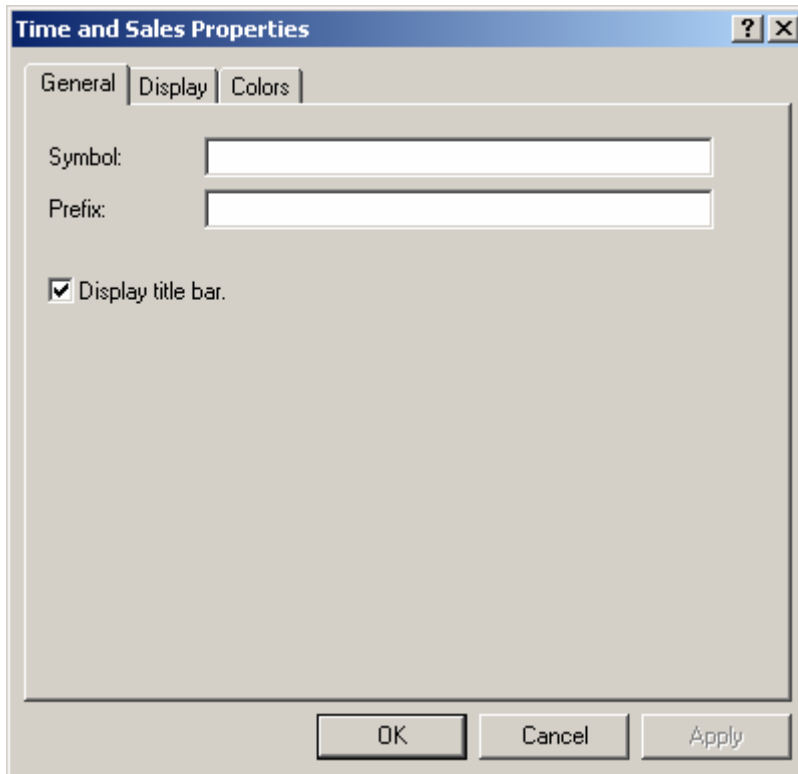 Time and Sales Properties ?
General Display Colors
Symbol:
Prefix:
Display title bar.
OK Cancel Apply